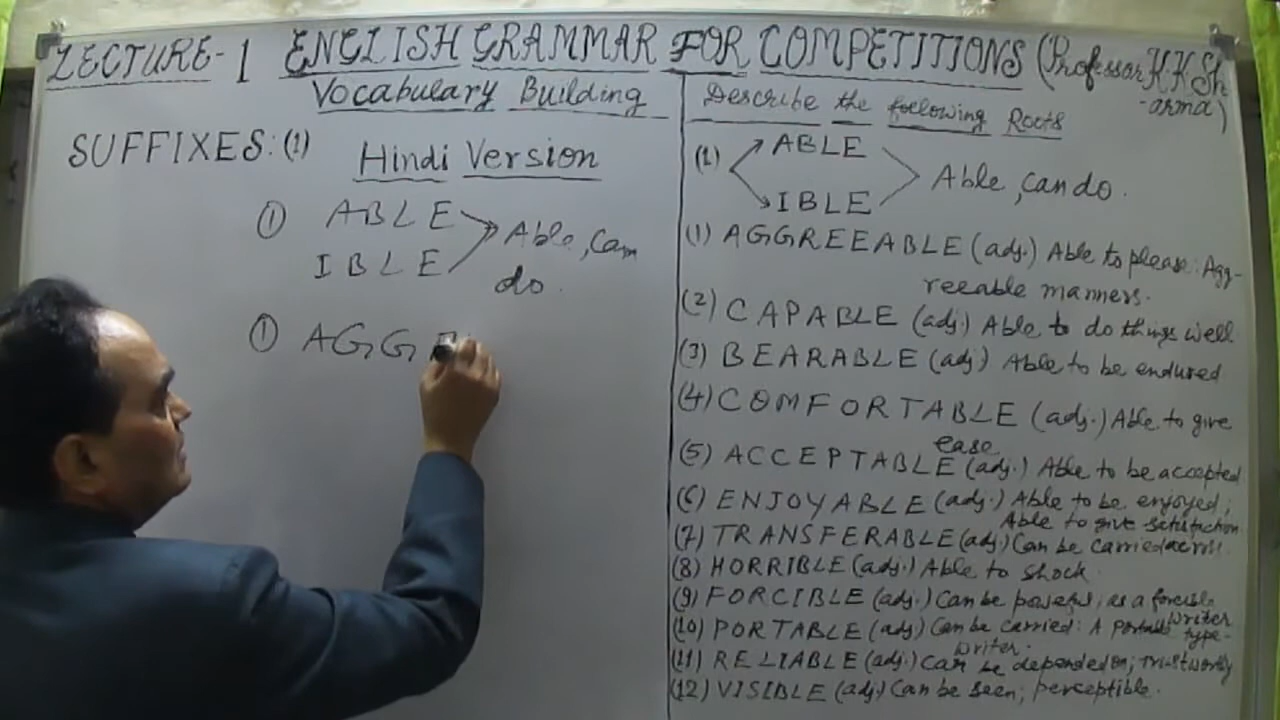 LECTURE-1 ENGLISH GRAMMAR FOR COMPETITIONS (Professor KK Sh
-arma)
Vocabulary Building
SUFFIXES: (1)
Hindi Version
(1) ABLE
IBLE
Able, can
do.
(1) AGG
Describe the following Roots
(1) ABLE
IBLE
Able, can do.
(1) AGGREEABLE (adj.) Able to please: Agg-
reeable manners.
(2) CAPABLE (adj.) Able to do things well.
(3) BEARABLE (adj) Able to be endured
(4) COMFORTABLE (adj.) Able to give
ease
(5) ACCEPTABLE (adj.) Able to be accepted
(6) ENJOYABLE (adj.) Able to be enjoyed;
Able to give satisfaction
(7) TRANSFERABLE (adj.) Can be carried across.
(8) HORRIBLE (adj.) Able to shock.
(9) FORCIBLE (adj.) Can be powerful, as a forcible
writer
(10) PORTABLE (adj) Can be carried: A portable type-
writer.
(11) RELIABLE (adj.) Can be depended on; trustworthy
(12) VISIBLE (adj) Can be seen; perceptible.